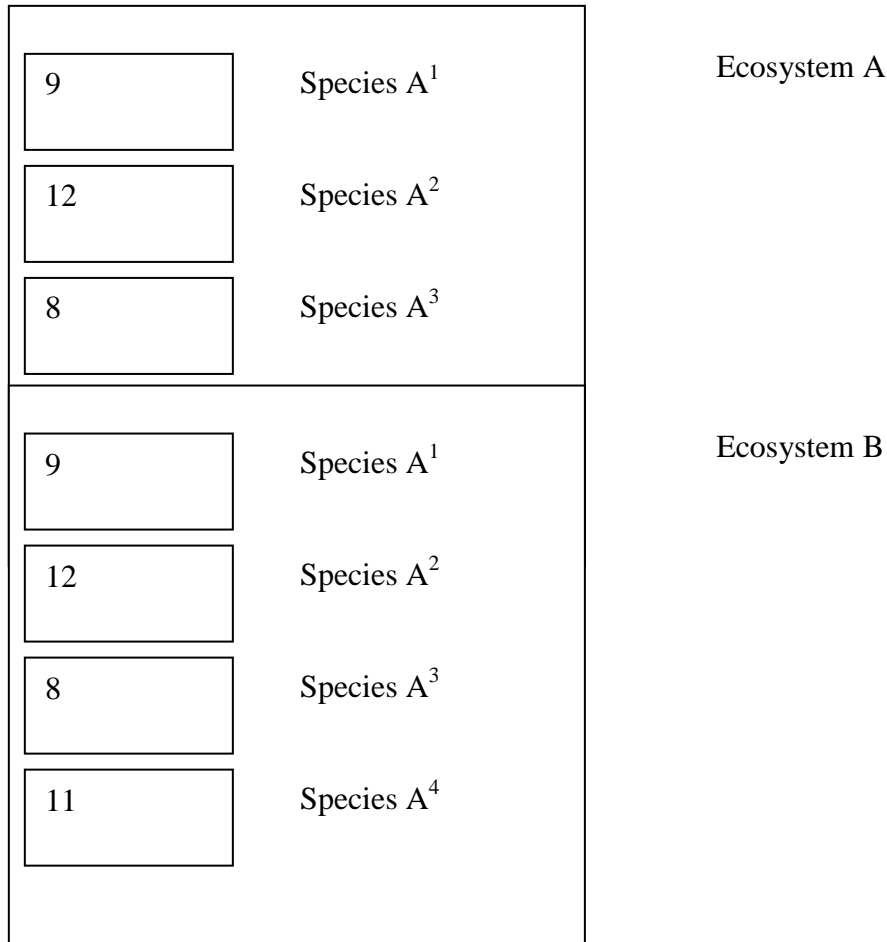 9 Species A¹ Ecosystem A
12 Species A²
8 Species A³
9 Species A¹ Ecosystem B
12 Species A²
8 Species A³
11 Species A⁴